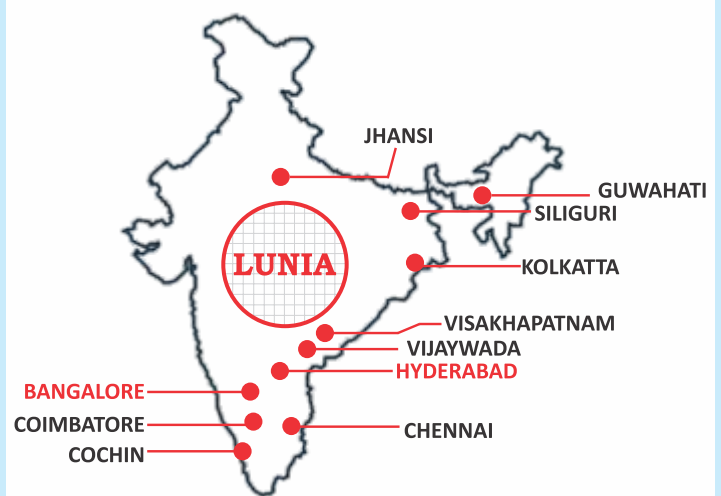 JHANSI
GUWAHATI
SILIGURI
LUNIA
KOLKATTA
VISAKHAPATNAM
VIJAYWADA
HYDERABAD
BANGALORE
COIMBATORE
CHENNAI
COCHIN